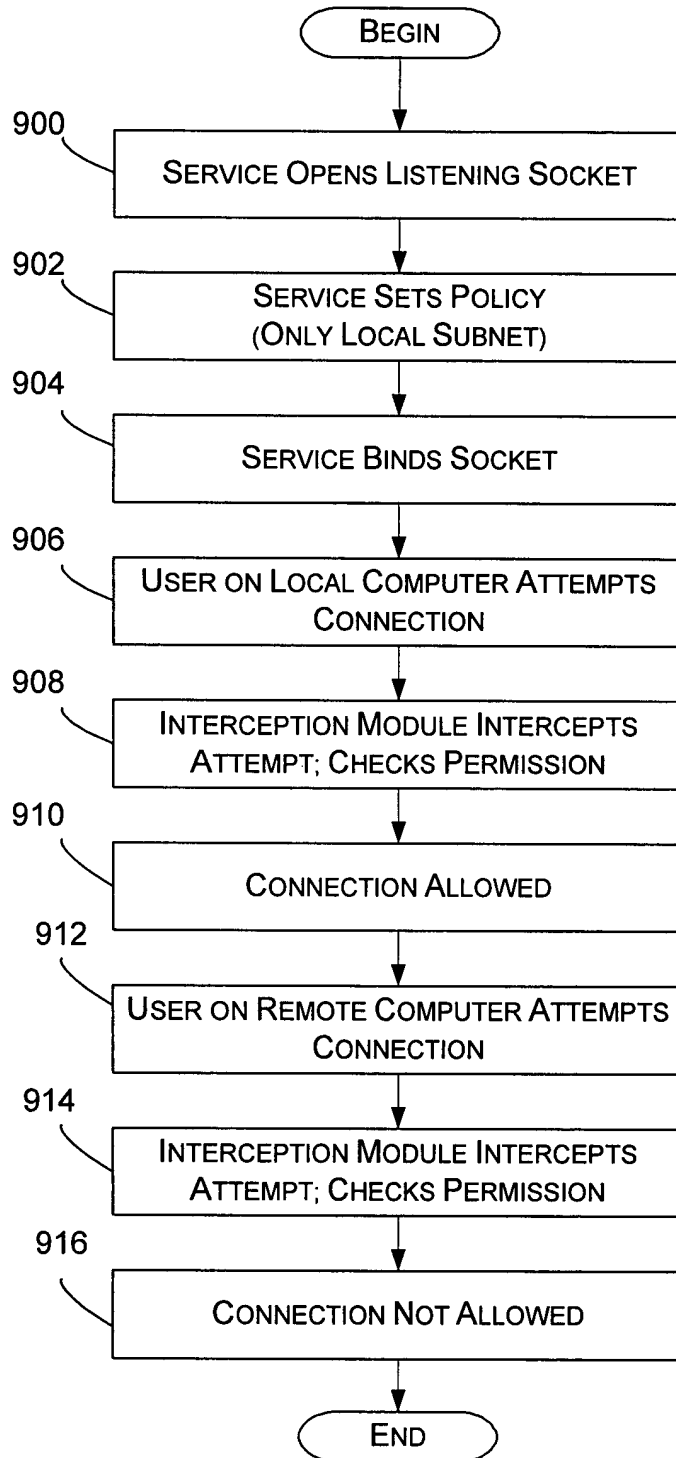 BEGIN
900
SERVICE OPENS LISTENING SOCKET
902
SERVICE SETS POLICY
(ONLY LOCAL SUBNET)
904
SERVICE BINDS SOCKET
906
USER ON LOCAL COMPUTER ATTEMPTS
CONNECTION
908
INTERCEPTION MODULE INTERCEPTS
ATTEMPT; CHECKS PERMISSION
910
CONNECTION ALLOWED
912
USER ON REMOTE COMPUTER ATTEMPTS
CONNECTION
914
INTERCEPTION MODULE INTERCEPTS
ATTEMPT; CHECKS PERMISSION
916
CONNECTION NOT ALLOWED
END